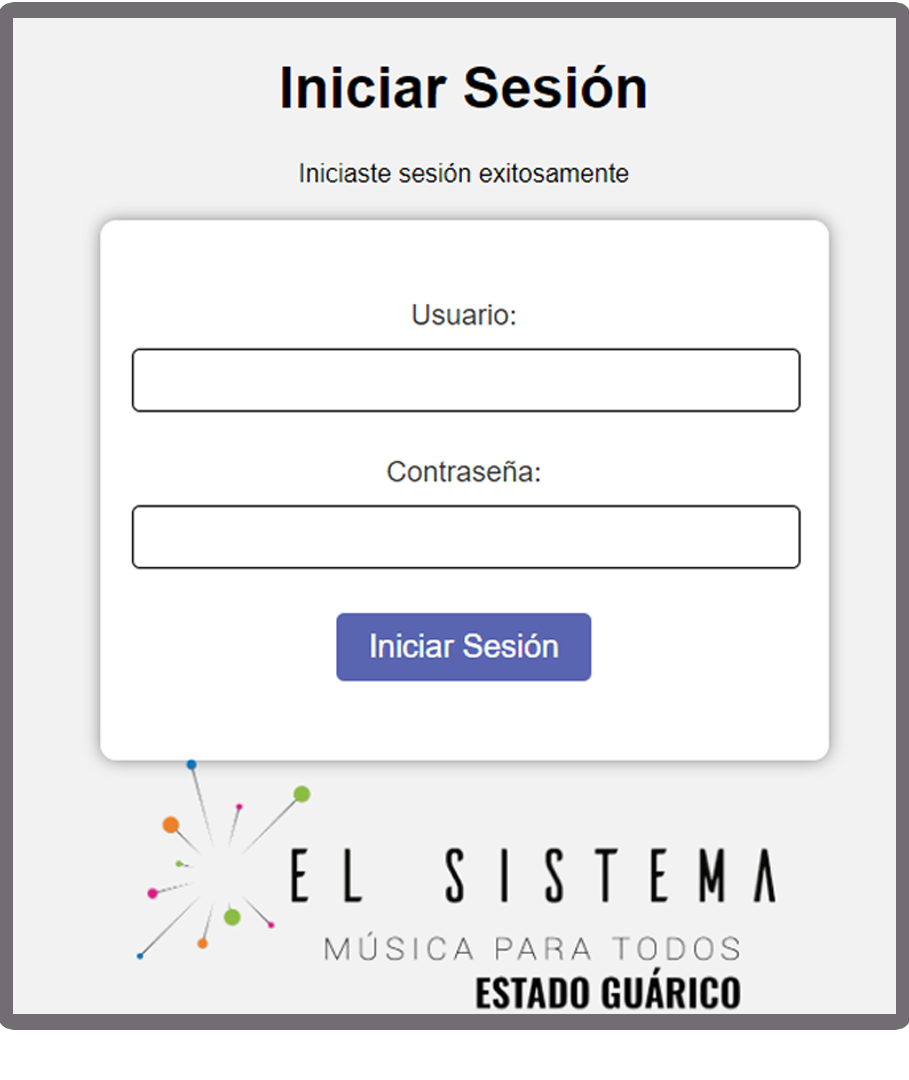 Iniciar Sesión
Iniciaste sesión exitosamente
Usuario:
Contraseña:
Iniciar Sesión
EL SISTEMA
MÚSICA PARA TODOS
ESTADO GUÁRICO